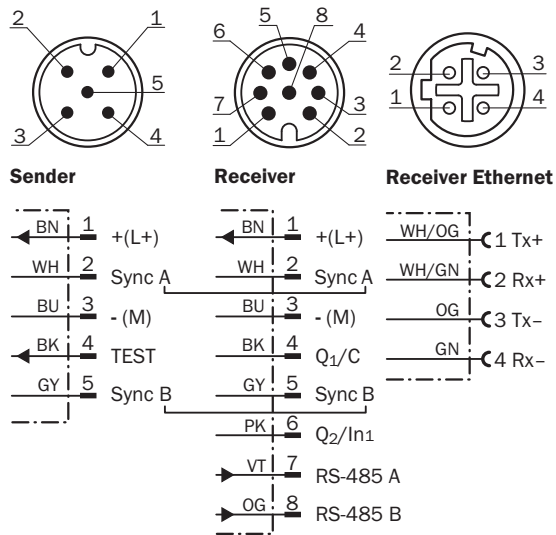 2 1
5
3 4
5 8
6 4
7 3
1 2
2 3
1 4
Sender
BN 1 +(L+)
WH 2 Sync A
BU 3 - (M)
BK 4 TEST
GY 5 Sync B
Receiver
BN 1 +(L+)
WH 2 Sync A
BU 3 - (M)
BK 4 Q1/C
GY 5 Sync B
PK 6 Q2/In1
VT 7 RS-485 A
OG 8 RS-485 B
Receiver Ethernet
WH/OG 1 Tx+
WH/GN 2 Rx+
OG 3 Tx–
GN 4 Rx–